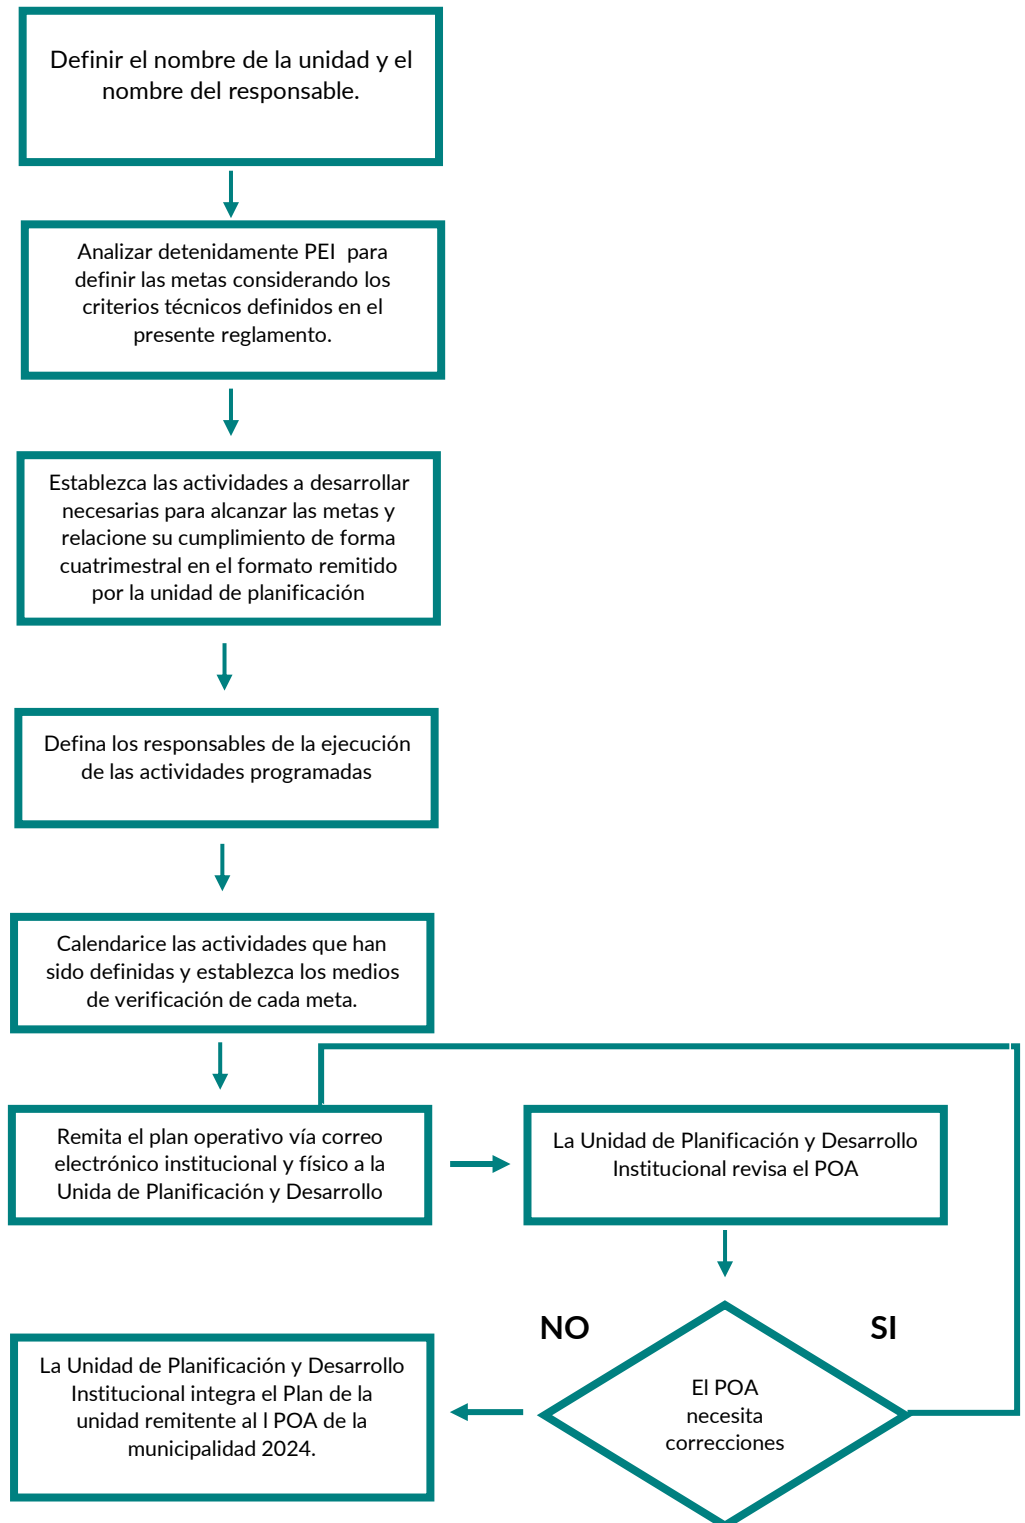 Definir el nombre de la unidad y el
nombre del responsable.
Analizar detenidamente PEI  para
definir las metas considerando los
criterios técnicos definidos en el
presente reglamento.
Establezca las actividades a desarrollar
necesarias para alcanzar las metas y
relacione su cumplimiento de forma
cuatrimestral en el formato remitido
por la unidad de planificación
Defina los responsables de la ejecución
de las actividades programadas
Calendarice las actividades que han
sido definidas y establezca los medios
de verificación de cada meta.
Remita el plan operativo vía correo
electrónico institucional y físico a la
Unida de Planificación y Desarrollo
La Unidad de Planificación y Desarrollo
Institucional revisa el POA
NO
SI
El POA
necesita
correcciones
La Unidad de Planificación y Desarrollo
Institucional integra el Plan de la
unidad remitente al l POA de la
municipalidad 2024.